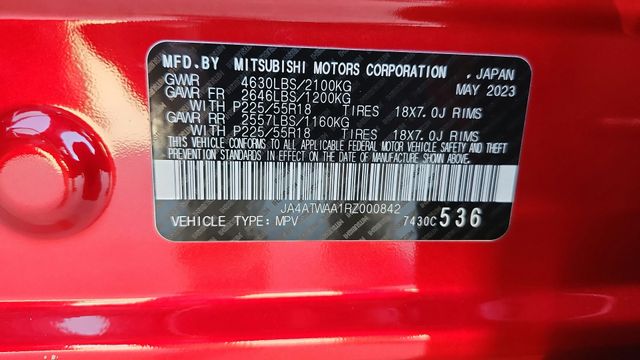 MFD.BY MITSUBISHI MOTORS CORPORATION , JAPAN
GVWR 4630LBS/2100KG MAY 2023
GAWR FR 2646LBS/1200KG
WITH P225/55R18 TIRES 18X7.0J RIMS
GAWR RR 2557LBS/1160KG
WITH P225/55R18 TIRES 18X7.0J RIMS
THIS VEHICLE CONFORMS TO ALL APPLICABLE FEDERAL MOTOR VEHICLE SAFETY AND THEFT
PREVENTION STANDARDS IN EFFECT ON THE DATE OF MANUFACTURE SHOWN ABOVE.
JA4ATWAA1RZ000842
VEHICLE TYPE: MPV 7430C 536